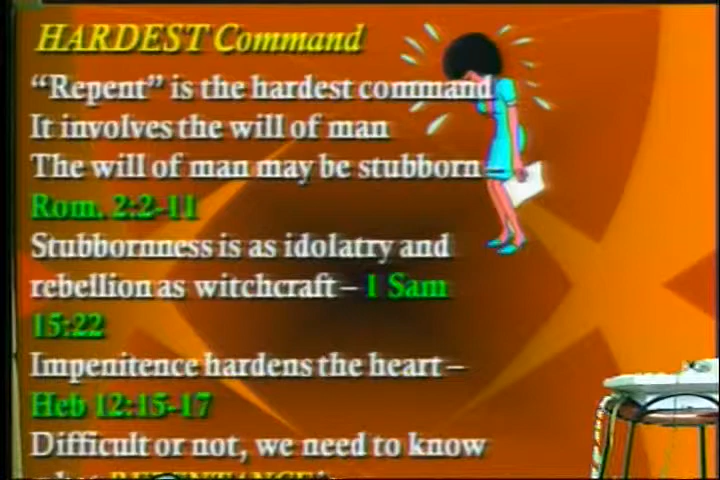 HARDEST Command
“Repent” is the hardest command
It involves the will of man
The will of man may be stubborn
Rom. 2:2-11
Stubbornness is as idolatry and
rebellion as witchcraft – 1 Sam
15:22
Impenitence hardens the heart –
Heb 12:15-17
Difficult or not, we need to know